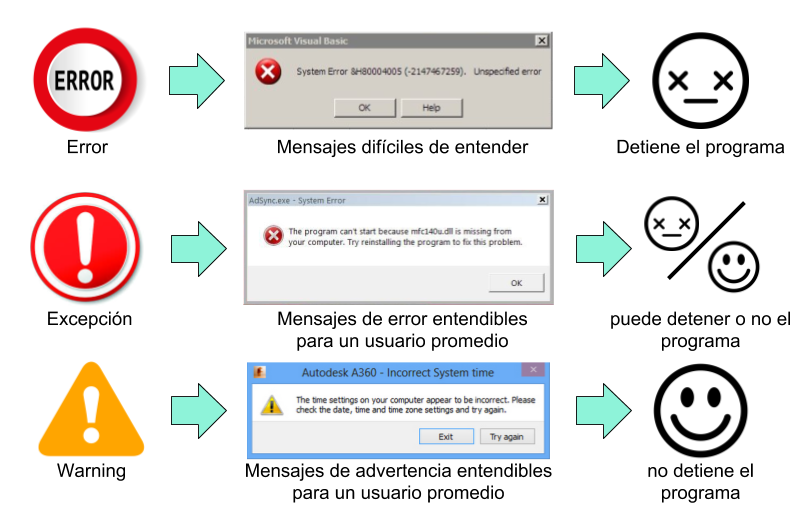 ERROR
Error
Microsoft Visual Basic
System Error &H80004005 (-2147467259). Unspecified error
OK
Help
Mensajes difíciles de entender
Detiene el programa
Excepción
AdSync.exe - System Error
The program can't start because mfc140u.dll is missing from
your computer. Try reinstalling the program to fix this problem.
OK
Mensajes de error entendibles
para un usuario promedio
puede detener o no el
programa
Warning
Autodesk A360 - Incorrect System time
The time settings on your computer appear to be incorrect. Please
check the date, time and time zone settings and try again.
Exit
Try again
Mensajes de advertencia entendibles
para un usuario promedio
no detiene el
programa